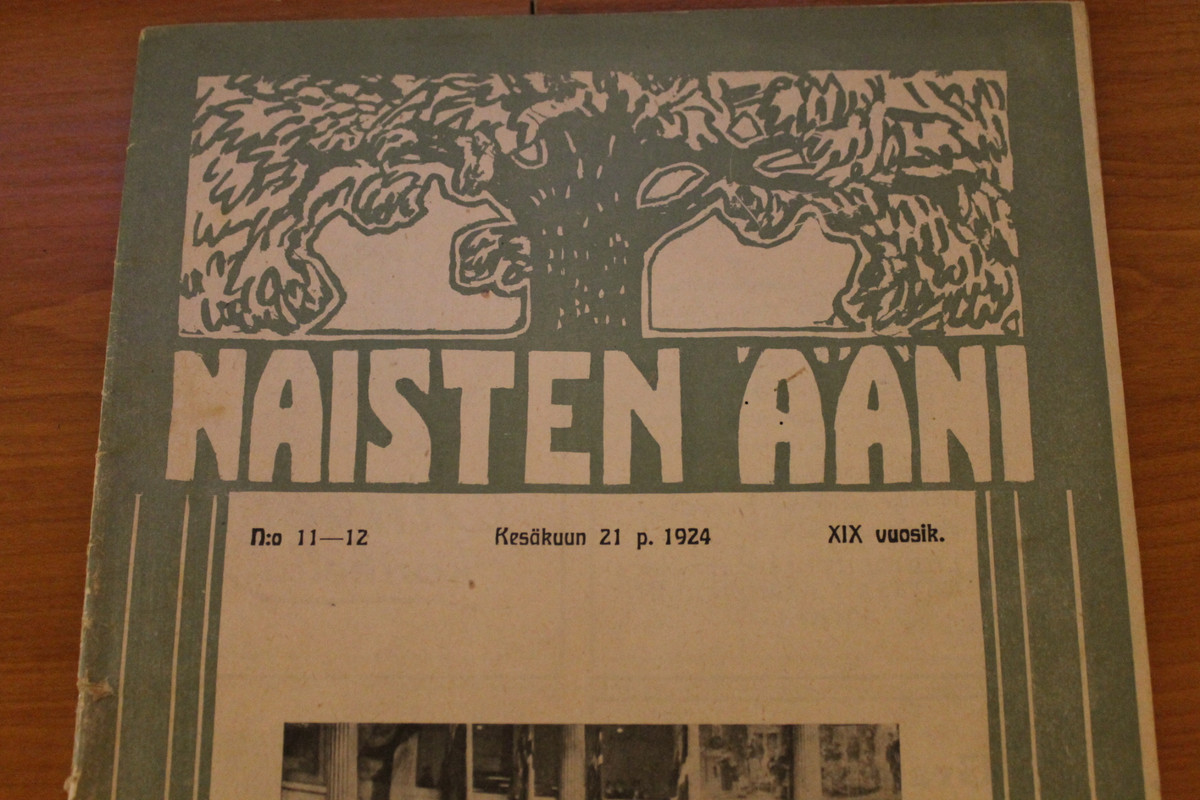 NAISTEN ÄÄNI
N:o 11—12 Kesäkuun 21 p. 1924 XIX vuosik.